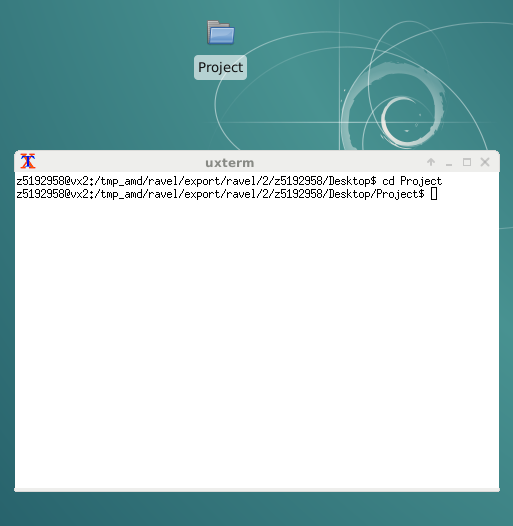 Project
uxterm
z5192958@vx2:/tmp_amd/ravel/export/ravel/2/z5192958/Desktop$ cd Project
z5192958@vx2:/tmp_amd/ravel/export/ravel/2/z5192958/Desktop/Project$